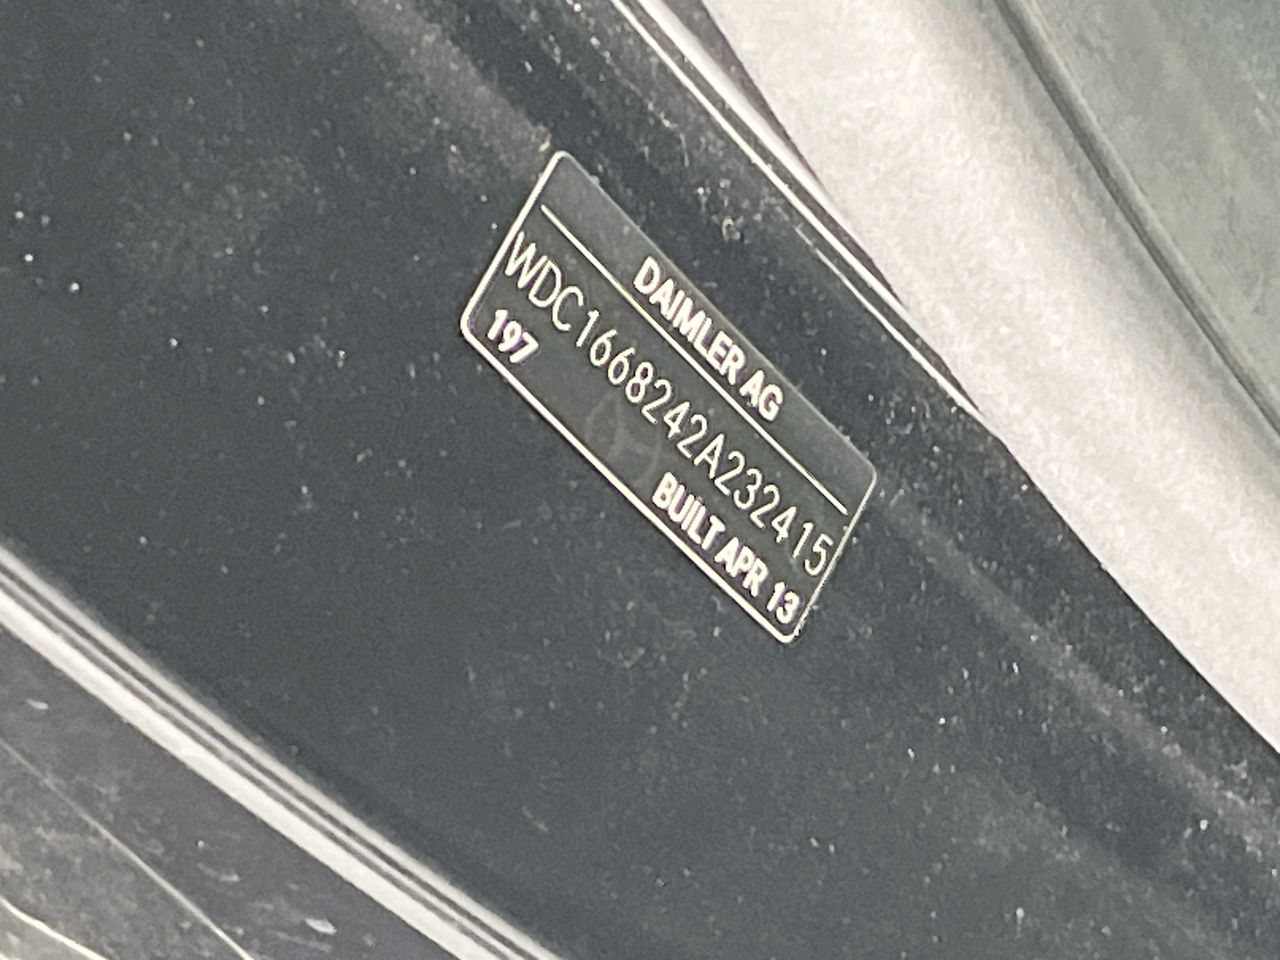 DAIMLER AG
WDC1668242A232415
197
BUILT APR 13